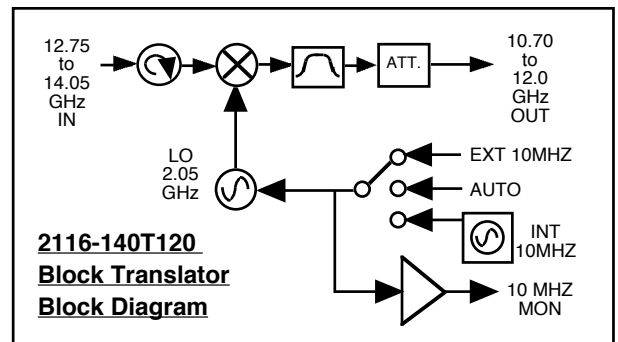 12.75
to
14.05
GHz
IN
ATT.
10.70
to
12.0
GHz
OUT
LO
2.05
GHz
EXT 10MHZ
AUTO
INT
10MHZ
10 MHZ
MON
2116-140T120
Block Translator
Block Diagram